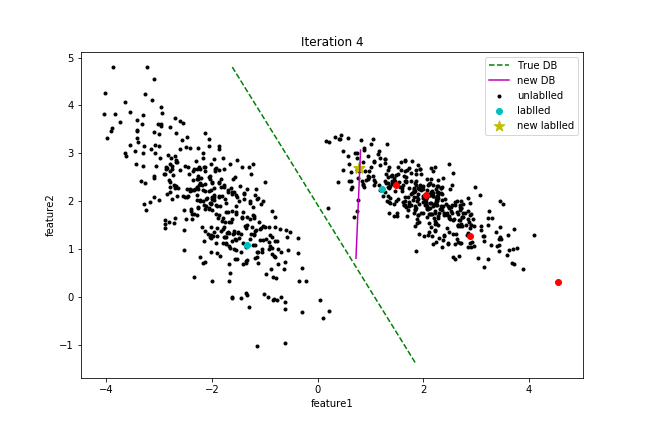 Iteration 4
True DB
new DB
unlablled
lablled
new lablled
5
4
3
2
1
0
−1
feature2
−4
−2
0
2
4
feature1